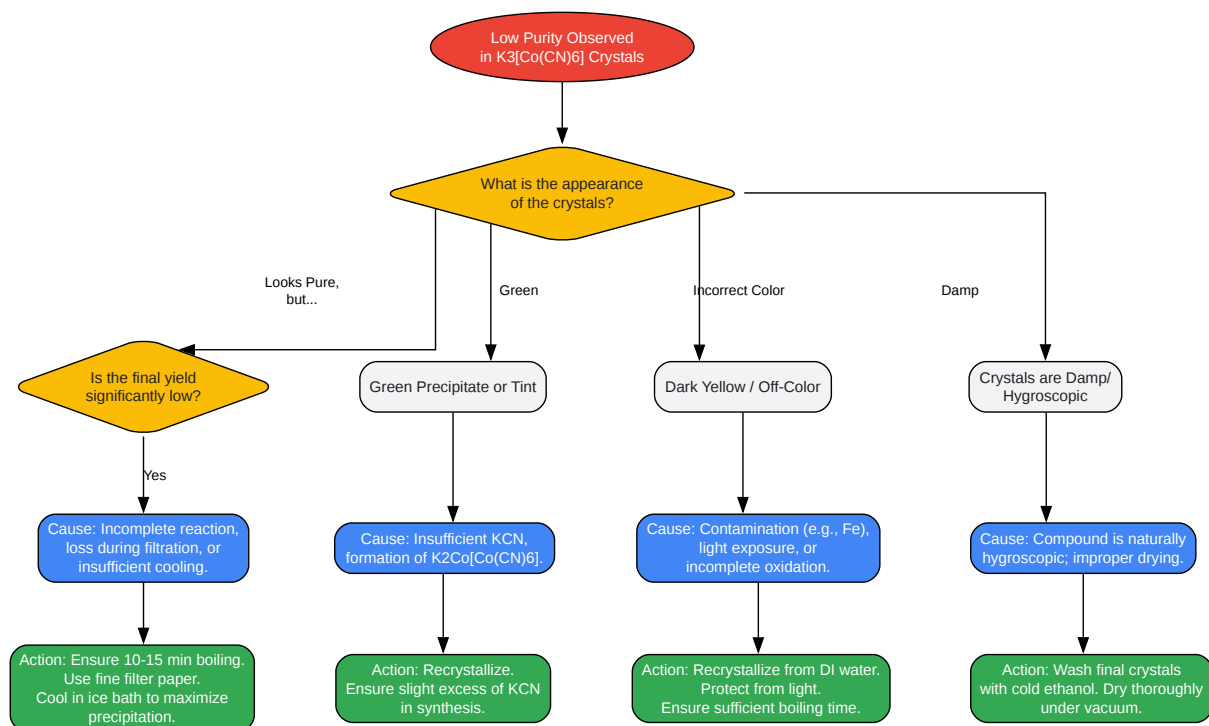 Low Purity Observed
in K3[Co(CN)6] Crystals
What is the appearance
of the crystals?
Looks Pure,
but...
Green
Incorrect Color
Damp
Is the final yield
significantly low?
Green Precipitate or Tint
Dark Yellow / Off-Color
Crystals are Damp/
Hygroscopic
Yes
Cause: Incomplete reaction,
loss during filtration, or
insufficient cooling.
Cause: Insufficient KCN,
formation of K2Co[Co(CN)6].
Cause: Contamination (e.g., Fe),
light exposure, or
incomplete oxidation.
Cause: Compound is naturally
hygroscopic; improper drying.
Action: Ensure 10-15 min boiling.
Use fine filter paper.
Cool in ice bath to maximize
precipitation.
Action: Recrystallize.
Ensure slight excess of KCN
in synthesis.
Action: Recrystallize from DI water.
Protect from light.
Ensure sufficient boiling time.
Action: Wash final crystals
with cold ethanol. Dry thoroughly
under vacuum.